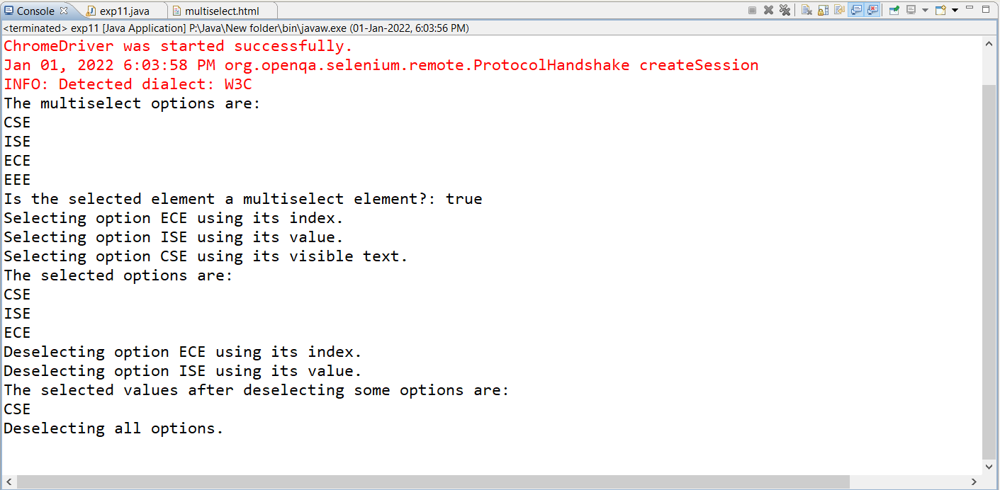 Console exp11.java multiselect.html
<terminated> exp11 [Java Application] P:\Java\New folder\bin\javaw.exe (01-Jan-2022, 6:03:56 PM)
ChromeDriver was started successfully.
Jan 01, 2022 6:03:58 PM org.openqa.selenium.remote.ProtocolHandshake createSession
INFO: Detected dialect: W3C
The multiselect options are:
CSE
ISE
ECE
EEE
Is the selected element a multiselect element?: true
Selecting option ECE using its index.
Selecting option ISE using its value.
Selecting option CSE using its visible text.
The selected options are:
CSE
ISE
ECE
Deselecting option ECE using its index.
Deselecting option ISE using its value.
The selected values after deselecting some options are:
CSE
Deselecting all options.